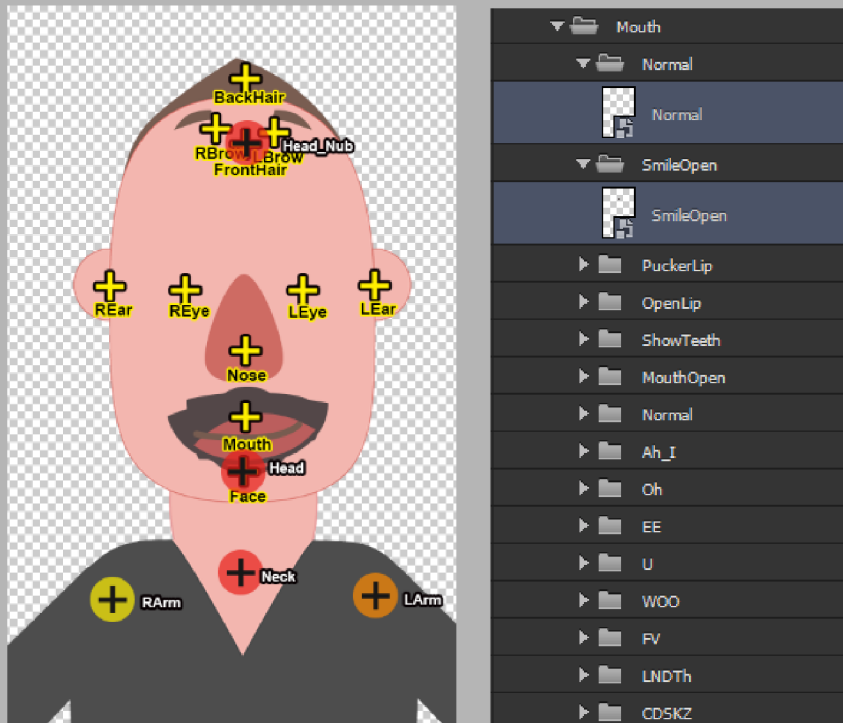 BackHair
RBrow
LBrow
Head_Nub
FrontHair
REar
REye
LEye
LEar
Nose
Mouth
Head
Face
Neck
RArm
LArm
Mouth
Normal
Normal
SmileOpen
SmileOpen
PuckerLip
OpenLip
ShowTeeth
MouthOpen
Normal
Ah_I
Oh
EE
U
WOO
FV
LNDTh
CDSKZ